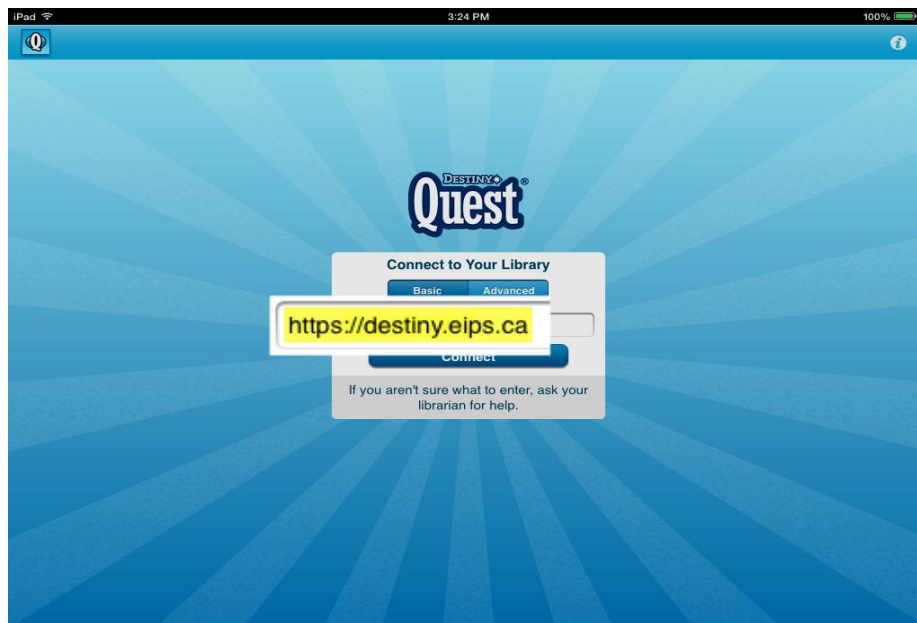 iPad 3:24 PM 100%
Q
i
DESTINY
Quest®
Connect to Your Library
Basic Advanced
https://destiny.eips.ca
Connect
If you aren't sure what to enter, ask your
librarian for help.